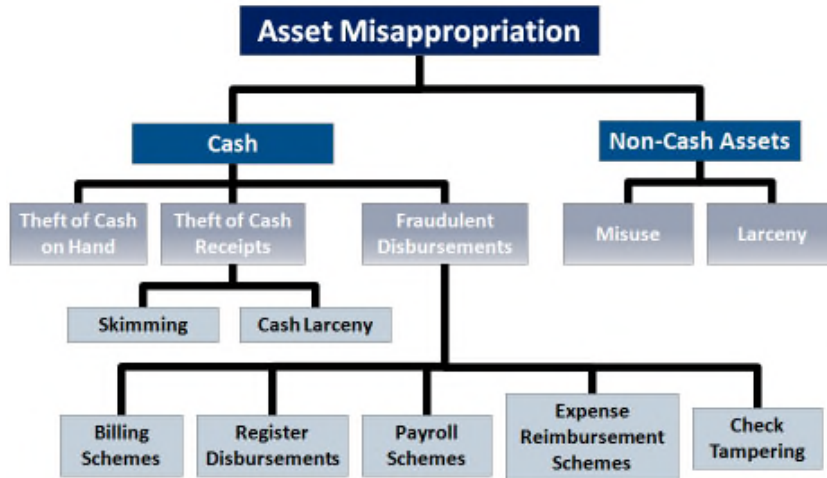 Asset Misappropriation
Cash
Non-Cash Assets
Theft of Cash
on Hand
Theft of Cash
Receipts
Fraudulent
Disbursements
Misuse
Larceny
Skimming
Cash Larceny
Billing
Schemes
Register
Disbursements
Payroll
Schemes
Expense
Reimbursement
Schemes
Check
Tampering